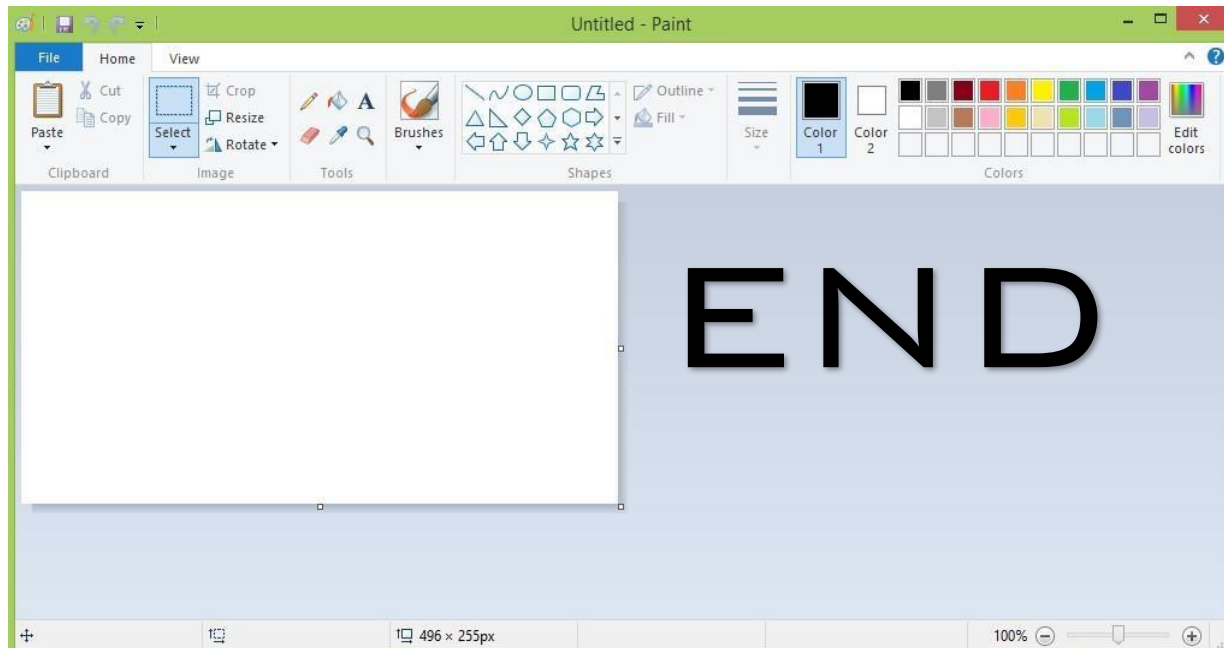 Untitled - Paint
File Home View
Paste Cut Copy Select Crop Resize Rotate A Brushes Outline Fill Size Color 1 Color 2 Edit colors
Clipboard Image Tools Shapes Colors
END
496 × 255px 100%